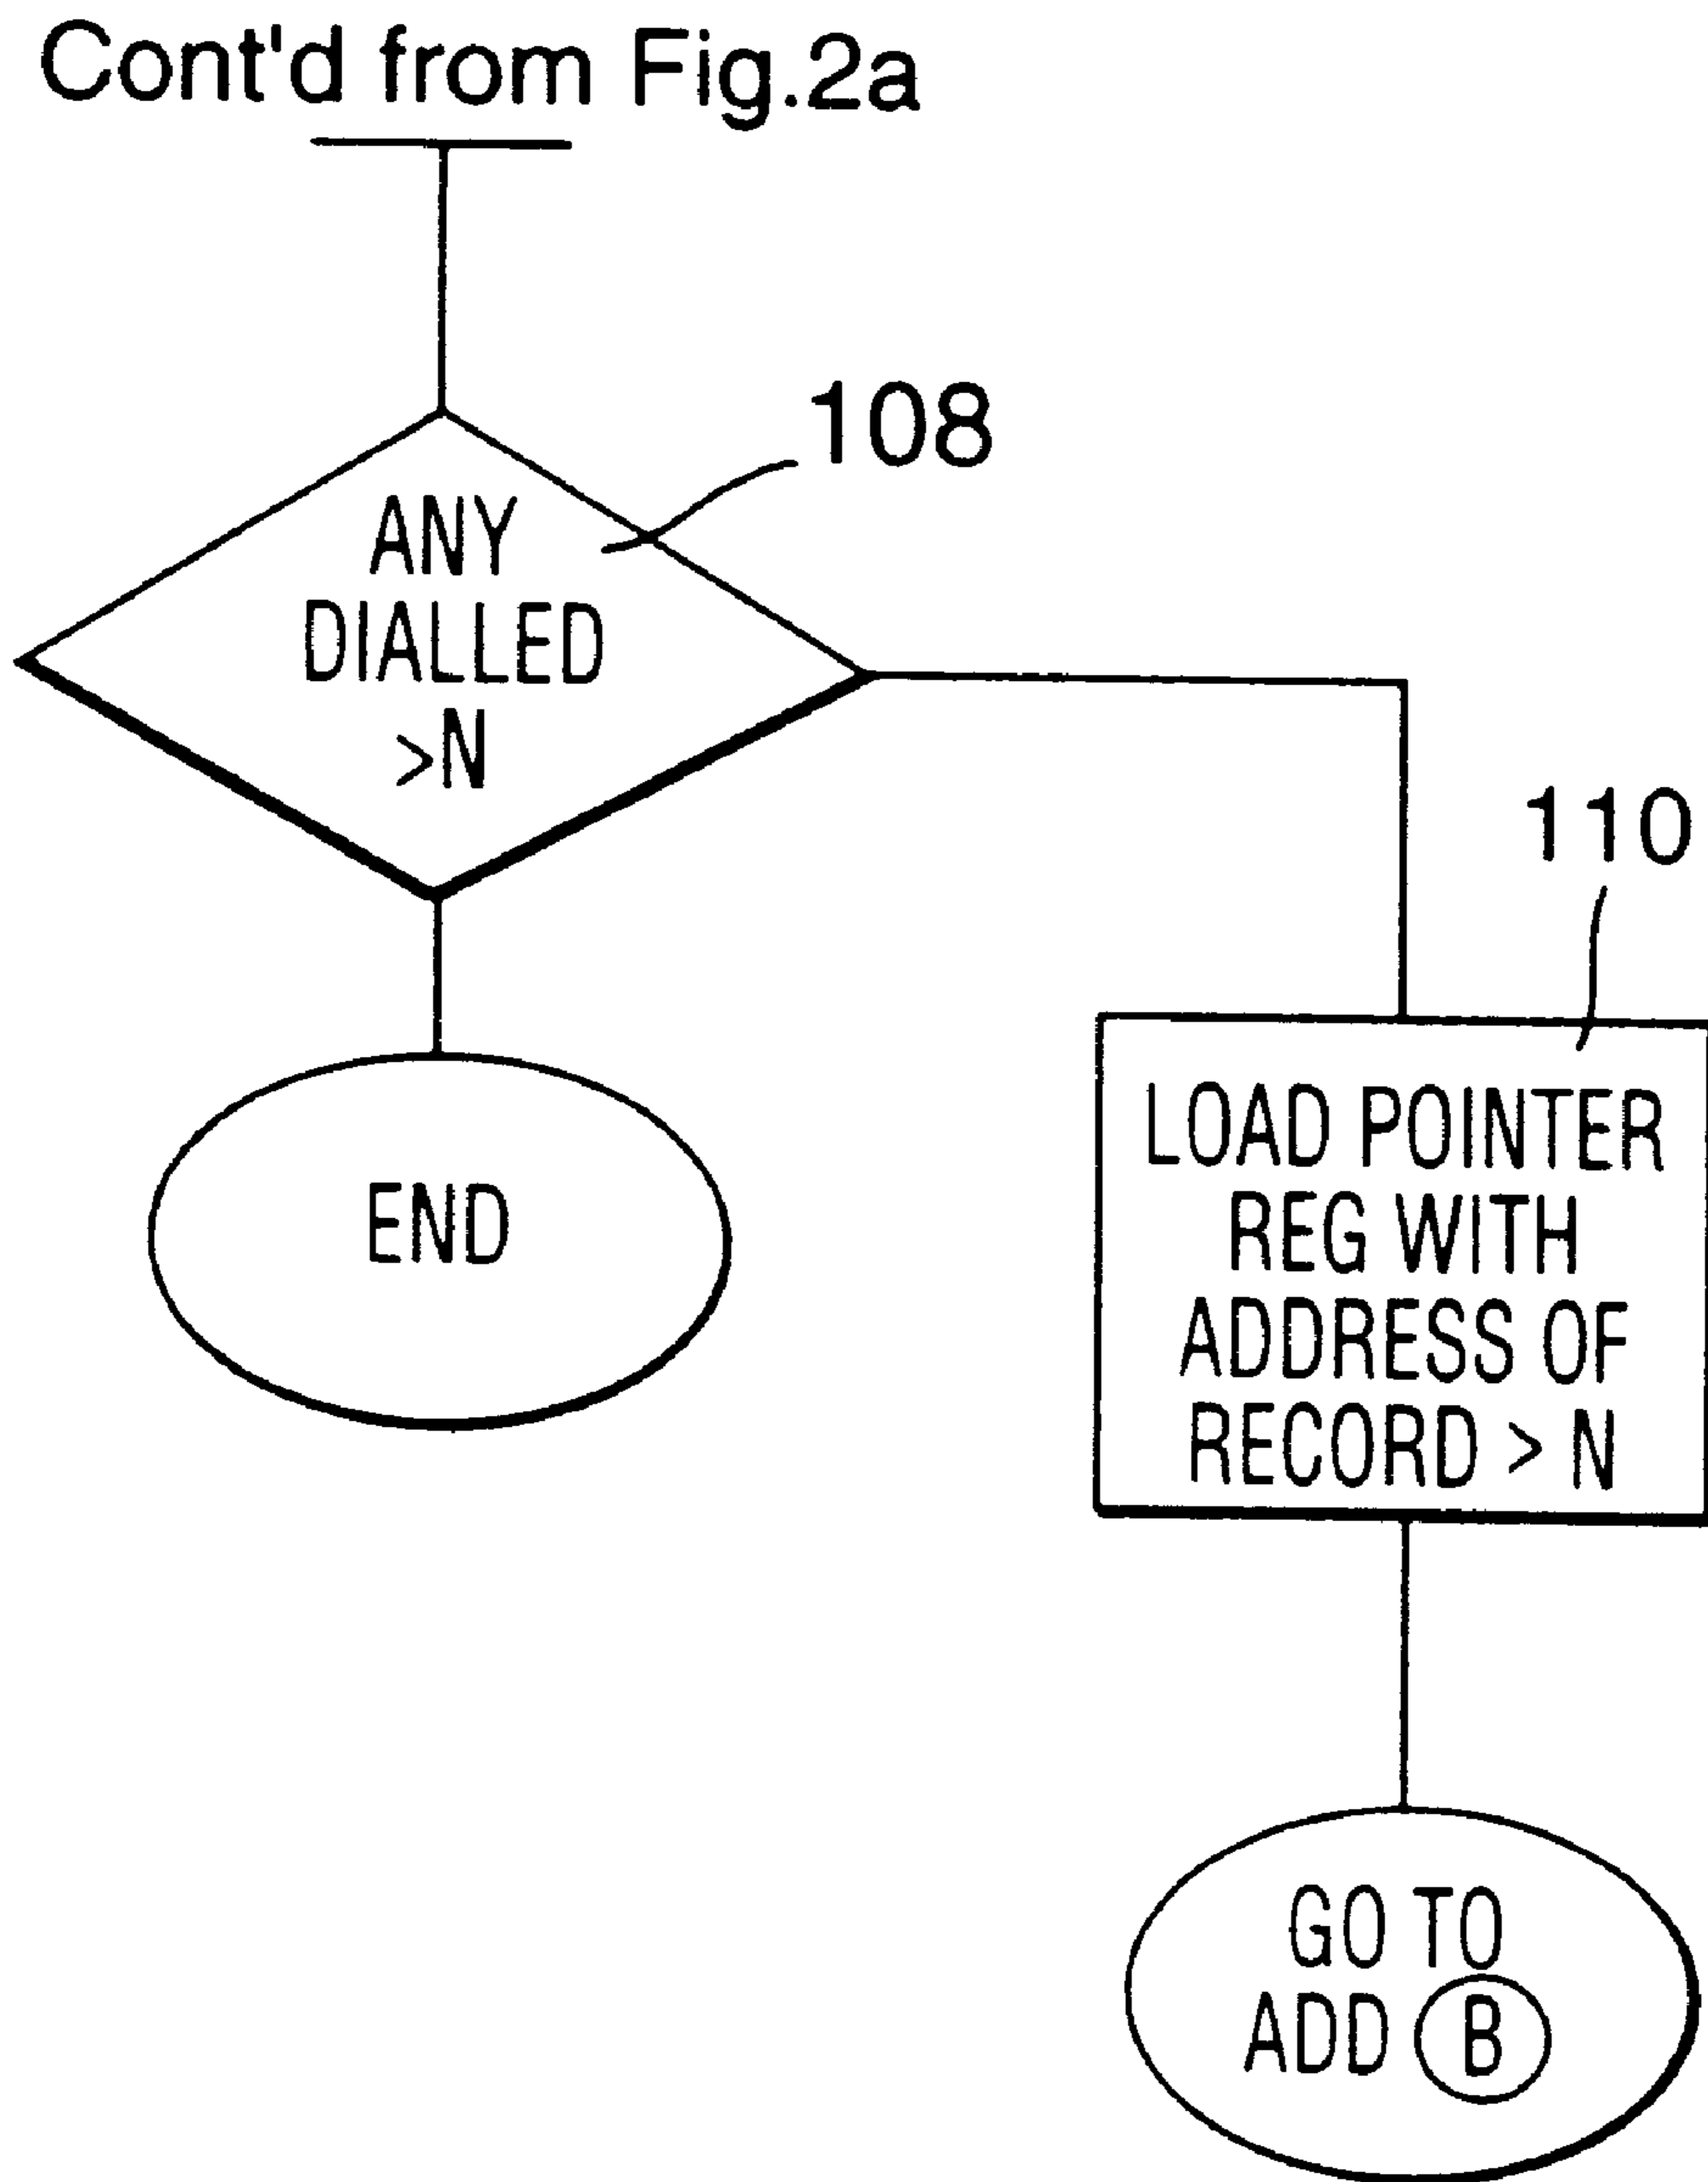 Cont'd from Fig.2a
108
ANY
DIALLED
>N
110
END
LOAD POINTER
REG WITH
ADDRESS OF
RECORD > N
GO TO
ADD B